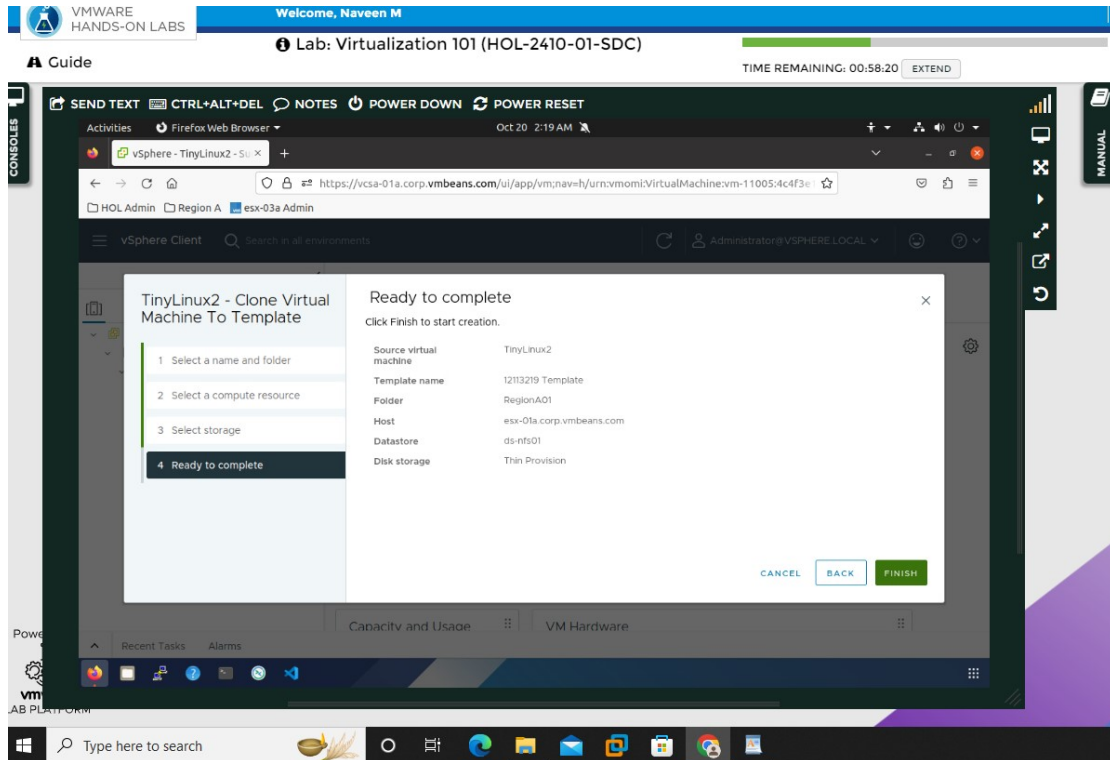 VMWARE
HANDS-ON LABS
Welcome, Naveen M
Lab: Virtualization 101 (HOL-2410-01-SDC)
Guide
TIME REMAINING: 00:58:20 EXTEND
CONSOLES
MANUAL
SEND TEXT CTRL+ALT+DEL NOTES POWER DOWN POWER RESET
Activities Firefox Web Browser Oct 20 2:19 AM
vSphere - TinyLinux2 - Su
https://vcsa-01a.corp.vmbeans.com/ui/app/vm;nav=h/urn:vmomi:VirtualMachine:vm-11005:4c4f3e
HOL Admin Region A esx-03a Admin
vSphere Client Search in all environments Administrator@VSPHERE.LOCAL
TinyLinux2 - Clone Virtual
Machine To Template
1 Select a name and folder
2 Select a compute resource
3 Select storage
4 Ready to complete
Ready to complete
Click Finish to start creation.
Source virtual machine TinyLinux2
Template name 12113219 Template
Folder RegionA01
Host esx-01a.corp.vmbeans.com
Datastore ds-nfs01
Disk storage Thin Provision
CANCEL BACK FINISH
Capacity and Usage VM Hardware
Recent Tasks Alarms
Powe
vm
LAB PLATFORM
Type here to search